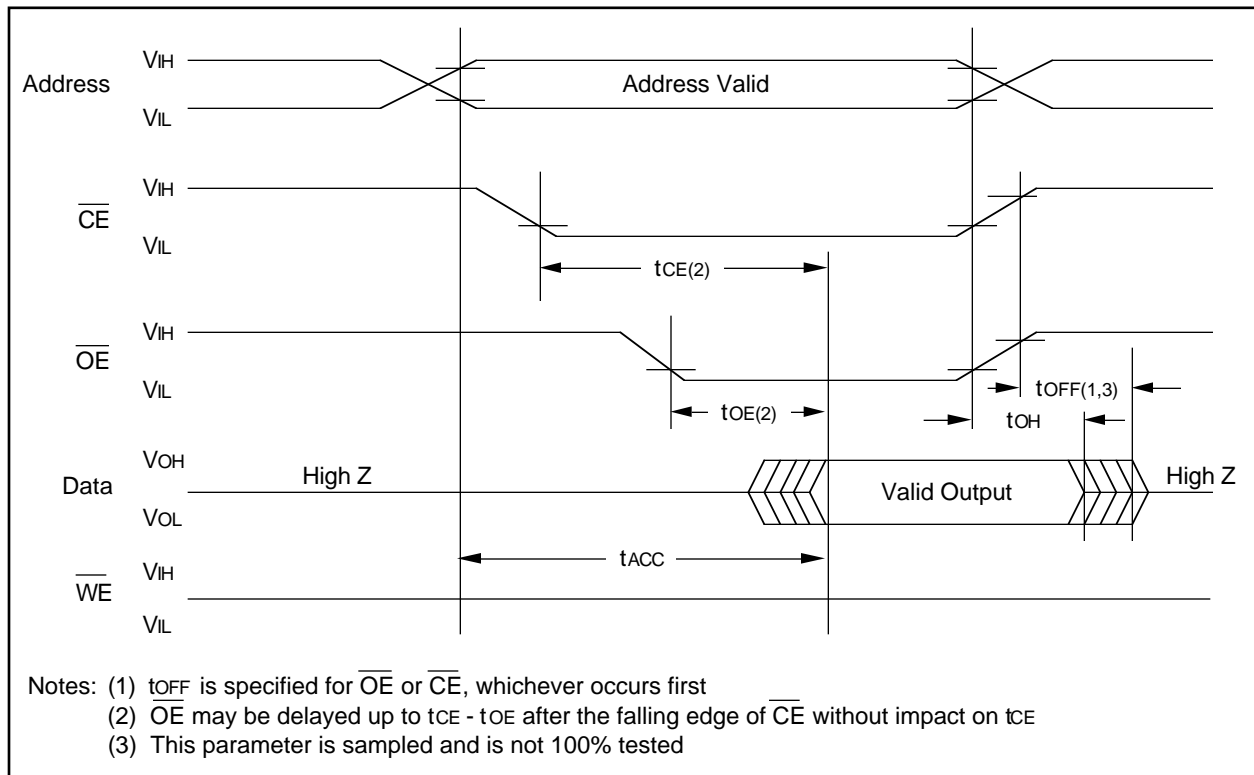 VIH
Address
Address Valid
VIL
VIH
CE
VIL
tCE(2)
VIH
OE
VIL
tOFF(1,3)
tOE(2)
tOH
VOH
High Z
Data
Valid Output
High Z
VOL
tACC
VIH
WE
VIL
Notes: (1) tOFF is specified for OE or CE, whichever occurs first
(2) OE may be delayed up to tCE - tOE after the falling edge of CE without impact on tCE
(3) This parameter is sampled and is not 100% tested